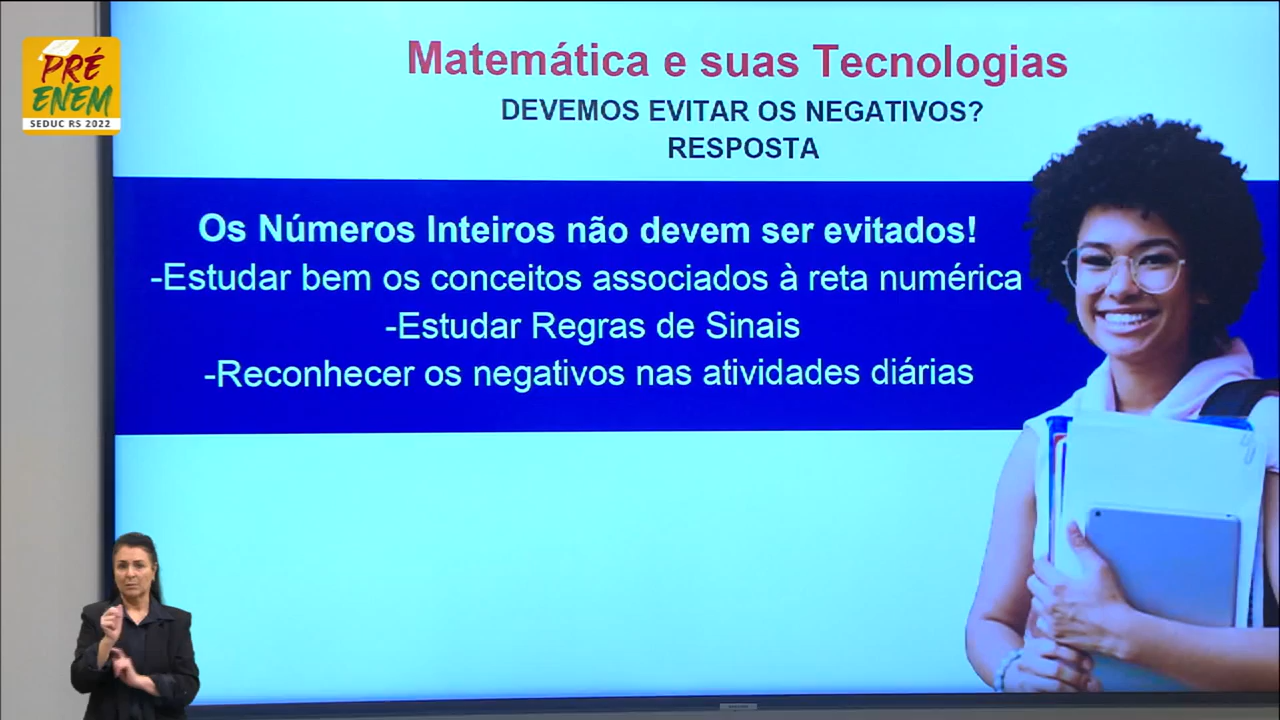 PRÉ
ENEM
SEDUC RS 2022
Matemática e suas Tecnologias
DEVEMOS EVITAR OS NEGATIVOS?
RESPOSTA
Os Números Inteiros não devem ser evitados!
-Estudar bem os conceitos associados à reta numérica
-Estudar Regras de Sinais
-Reconhecer os negativos nas atividades diárias